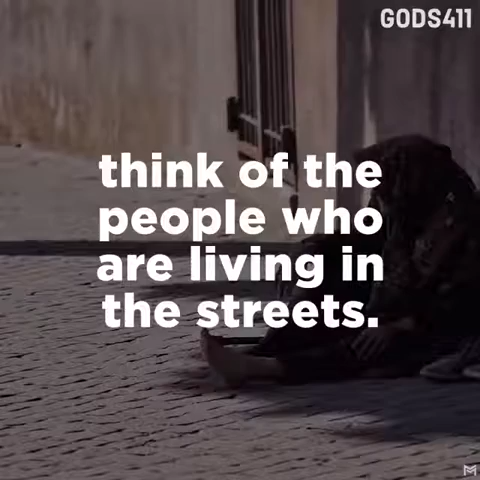 GODS411
think of the
people who
are living in
the streets.